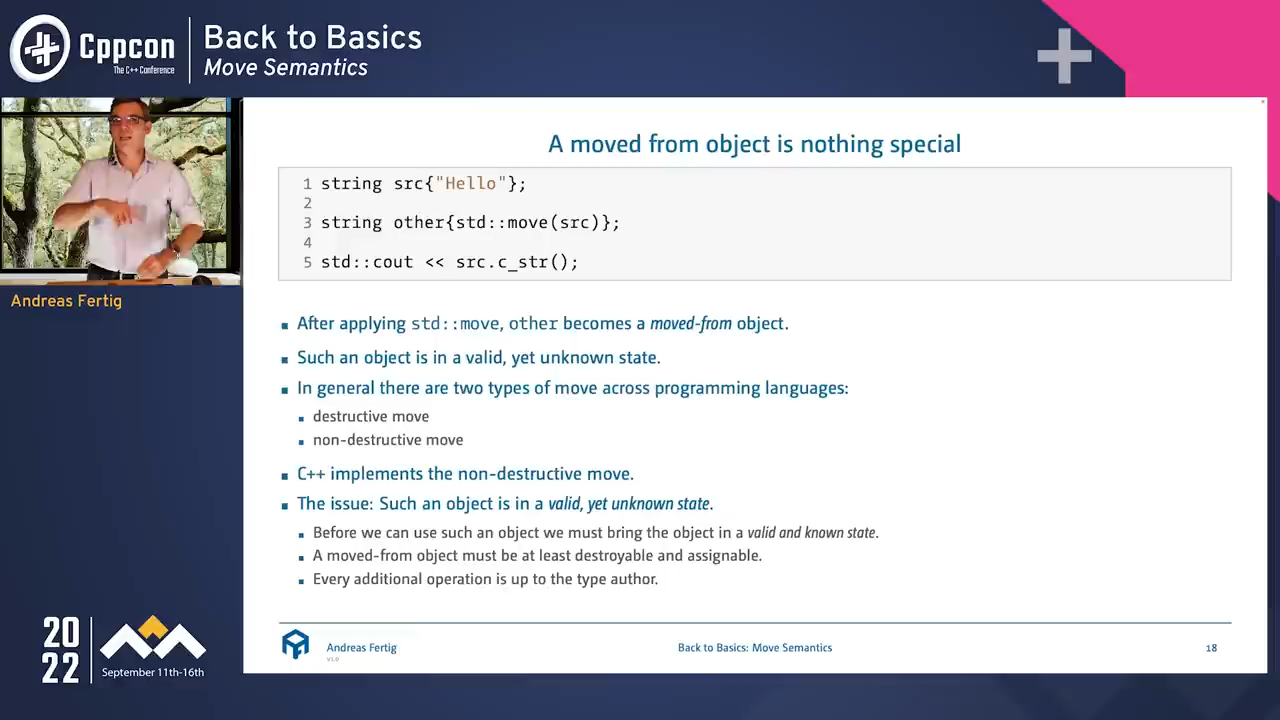 Cppcon
The C++ Conference
Back to Basics
Move Semantics
Andreas Fertig
A moved from object is nothing special
1 string src{"Hello"};
2
3 string other{std::move(src)};
4
5 std::cout << src.c_str();
After applying std::move, other becomes a moved-from object.
Such an object is in a valid, yet unknown state.
In general there are two types of move across programming languages:
destructive move
non-destructive move
C++ implements the non-destructive move.
The issue: Such an object is in a valid, yet unknown state.
Before we can use such an object we must bring the object in a valid and known state.
A moved-from object must be at least destroyable and assignable.
Every additional operation is up to the type author.
20
22
September 11th-16th
Andreas Fertig
v1.0
Back to Basics: Move Semantics
18